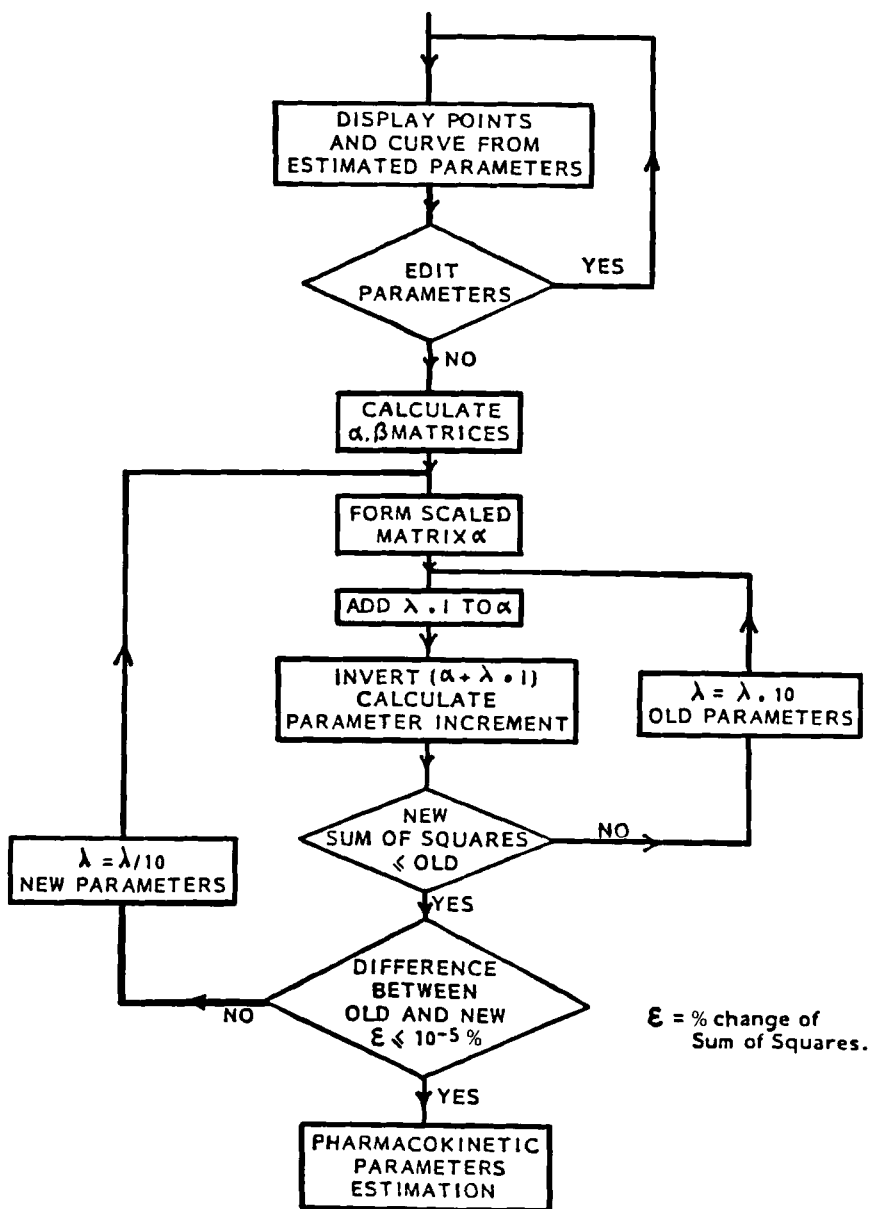 DISPLAY POINTS
AND CURVE FROM
ESTIMATED PARAMETERS
EDIT
PARAMETERS
YES
NO
CALCULATE
α,β MATRICES
FORM SCALED
MATRIX α
ADD λ . I TO α
INVERT (α + λ • I)
CALCULATE
PARAMETER INCREMENT
λ = λ . 10
OLD PARAMETERS
NEW
SUM OF SQUARES
⩽ OLD
NO
YES
λ = λ/10
NEW PARAMETERS
DIFFERENCE
BETWEEN
OLD AND NEW
ε ⩽ 10⁻⁵ %
NO
YES
ε = % change of
Sum of Squares.
PHARMACOKINETIC
PARAMETERS
ESTIMATION